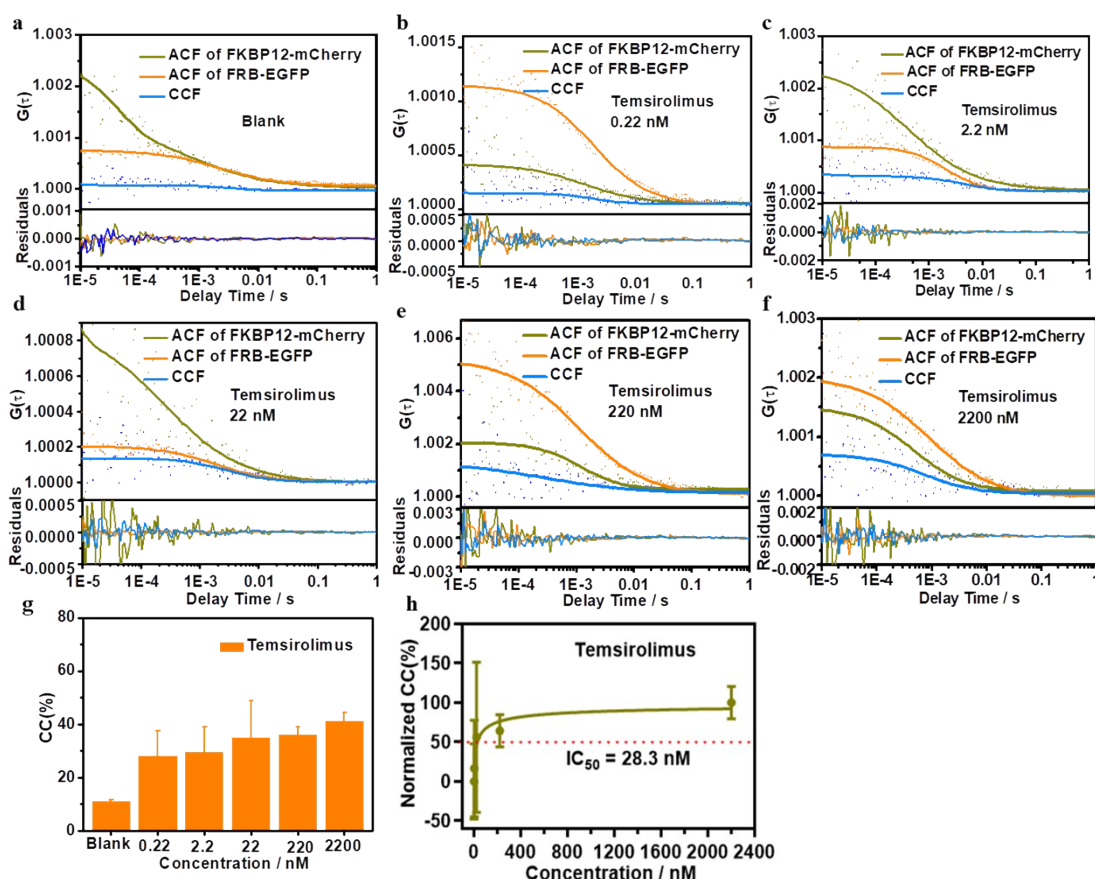 a
1.003
1.002
1.001
1.000
G(τ)
ACF of FKBP12-mCherry
ACF of FRB-EGFP
CCF
Blank
0.001
0.000
-0.001
Residuals
1E-5
1E-4
1E-3
0.01
0.1
1
Delay Time / s
b
1.0015
1.0010
1.0005
1.0000
G(τ)
ACF of FKBP12-mCherry
ACF of FRB-EGFP
CCF
Temsirolimus
0.22 nM
0.0005
0.0000
-0.0005
Residuals
1E-5
1E-4
1E-3
0.01
0.1
1
Delay Time / s
c
1.003
1.002
1.001
1.000
G(τ)
ACF of FKBP12-mCherry
ACF of FRB-EGFP
CCF
Temsirolimus
2.2 nM
0.002
0.000
-0.002
Residuals
1E-5
1E-4
1E-3
0.01
0.1
1
Delay Time / s
d
1.0008
1.0006
1.0004
1.0002
1.0000
G(τ)
ACF of FKBP12-mCherry
ACF of FRB-EGFP
CCF
Temsirolimus
22 nM
0.0005
0.0000
-0.0005
Residuals
1E-5
1E-4
1E-3
0.01
0.1
1
Delay Time / s
e
1.006
1.004
1.002
1.000
G(τ)
ACF of FKBP12-mCherry
ACF of FRB-EGFP
CCF
Temsirolimus
220 nM
0.003
0.000
-0.003
Residuals
1E-5
1E-4
1E-3
0.01
0.1
1
Delay Time / s
f
1.003
1.002
1.001
1.000
G(τ)
ACF of FKBP12-mCherry
ACF of FRB-EGFP
CCF
Temsirolimus
2200 nM
0.002
0.000
-0.002
Residuals
1E-5
1E-4
1E-3
0.01
0.1
1
Delay Time / s
g
80
60
40
20
0
CC(%)
Temsirolimus
Blank
0.22
2.2
22
220
2200
Concentration / nM
h
200
150
100
50
0
-50
Normalized CC(%)
Temsirolimus
IC50 = 28.3 nM
0
400
800
1200
1600
2000
2400
Concentration / nM